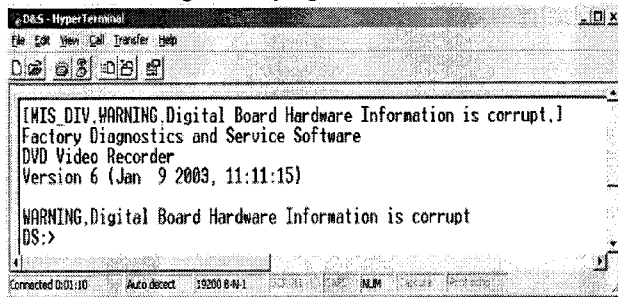 D&S - HyperTerminal
File Edit View Call Transfer Help
[MIS_DIV,WARNING,Digital Board Hardware Information is corrupt,]
Factory Diagnostics and Service Software
DVD Video Recorder
Version 6 (Jan 9 2003, 11:11:15)
WARNING,Digital Board Hardware Information is corrupt
DS:>
Connected 0:01:10 Auto detect 19200 8-N-1 NUM